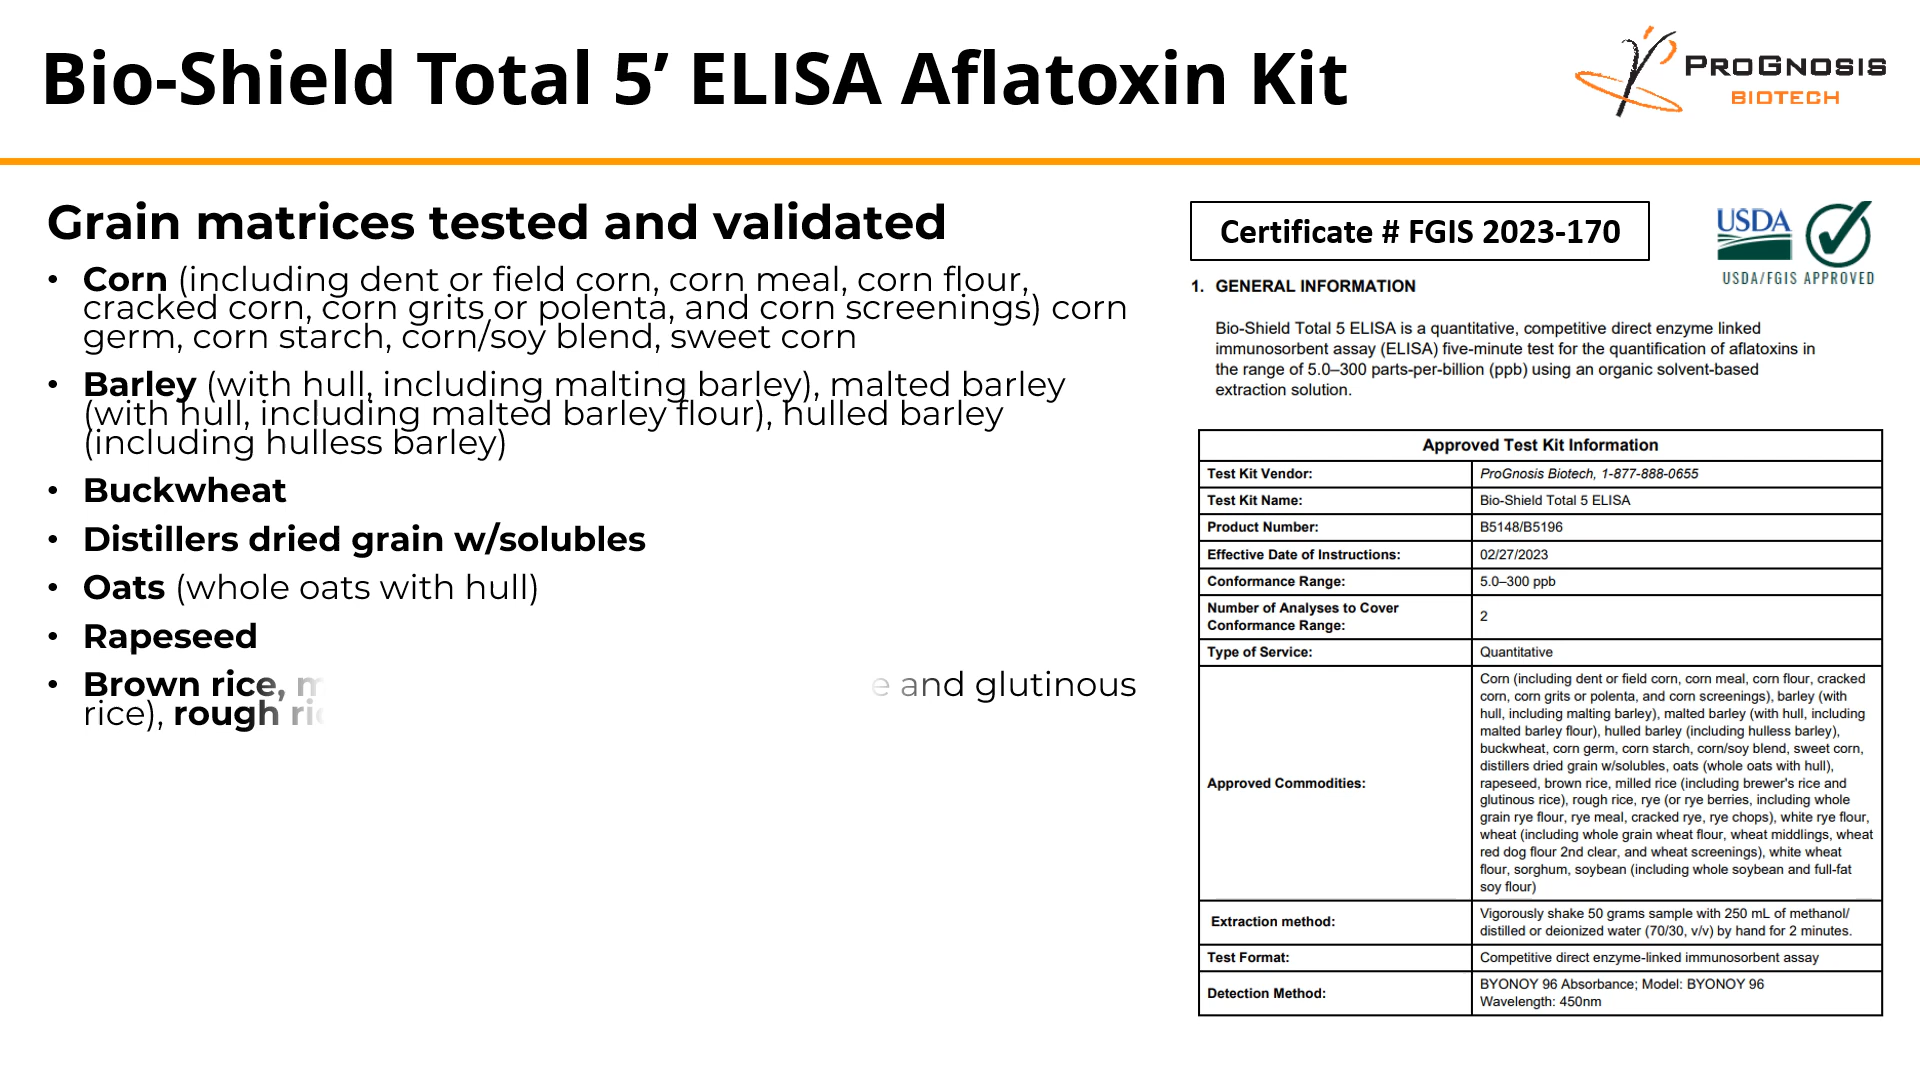 Bio-Shield Total 5’ ELISA Aflatoxin Kit
PROGNOSIS
BIOTECH
Grain matrices tested and validated
• Corn (including dent or field corn, corn meal, corn flour,
cracked corn, corn grits or polenta, and corn screenings) corn
germ, corn starch, corn/soy blend, sweet corn
• Barley (with hull, including malting barley), malted barley
(with hull, including malted barley flour), hulled barley
(including hulless barley)
• Buckwheat
• Distillers dried grain w/solubles
• Oats (whole oats with hull)
• Rapeseed
• Brown rice, and glutinous
rice), rough
Certificate # FGIS 2023-170
USDA
USDA/FGIS APPROVED
1. GENERAL INFORMATION
Bio-Shield Total 5 ELISA is a quantitative, competitive direct enzyme linked
immunosorbent assay (ELISA) five-minute test for the quantification of aflatoxins in
the range of 5.0–300 parts-per-billion (ppb) using an organic solvent-based
extraction solution.
Approved Test Kit Information
Test Kit Vendor: ProGnosis Biotech, 1-877-888-0655
Test Kit Name: Bio-Shield Total 5 ELISA
Product Number: B5148/B5196
Effective Date of Instructions: 02/27/2023
Conformance Range: 5.0–300 ppb
Number of Analyses to Cover
Conformance Range: 2
Type of Service: Quantitative
Approved Commodities:
Corn (including dent or field corn, corn meal, corn flour, cracked
corn, corn grits or polenta, and corn screenings), barley (with
hull, including malting barley), malted barley (with hull, including
malted barley flour), hulled barley (including hulless barley),
buckwheat, corn germ, corn starch, corn/soy blend, sweet corn,
distillers dried grain w/solubles, oats (whole oats with hull),
rapeseed, brown rice, milled rice (including brewer's rice and
glutinous rice), rough rice, rye (or rye berries, including whole
grain rye flour, rye meal, cracked rye, rye chops), white rye flour,
wheat (including whole grain wheat flour, wheat middlings, wheat
red dog flour 2nd clear, and wheat screenings), white wheat
flour, sorghum, soybean (including whole soybean and full-fat
soy flour)
Extraction method:
Vigorously shake 50 grams sample with 250 mL of methanol/
distilled or deionized water (70/30, v/v) by hand for 2 minutes.
Test Format: Competitive direct enzyme-linked immunosorbent assay
Detection Method:
BYONOY 96 Absorbance; Model: BYONOY 96
Wavelength: 450nm